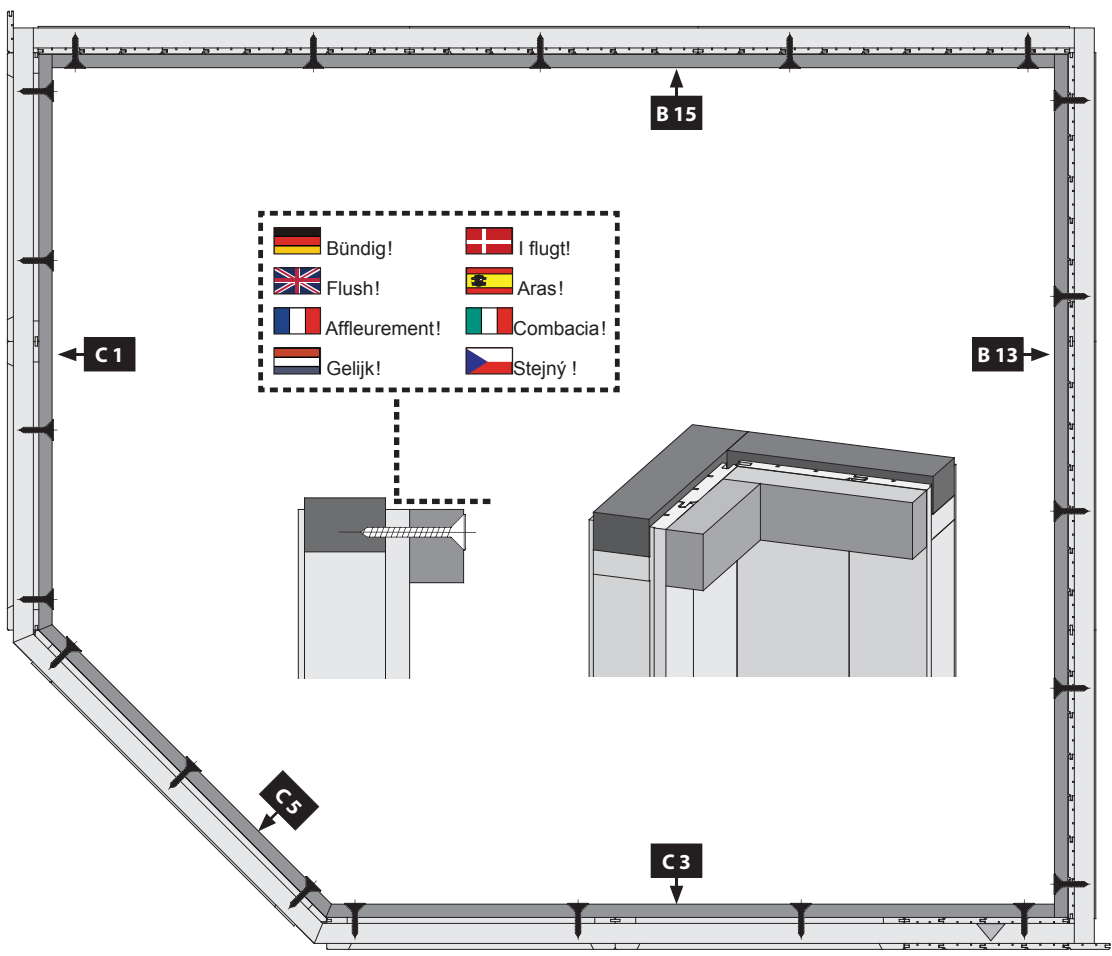 B 15
Bündig!
I flugt!
Flush!
Aras!
Affleurement!
Combacia!
Gelijk!
Stejný !
C 1
B 13
C 5
C 3